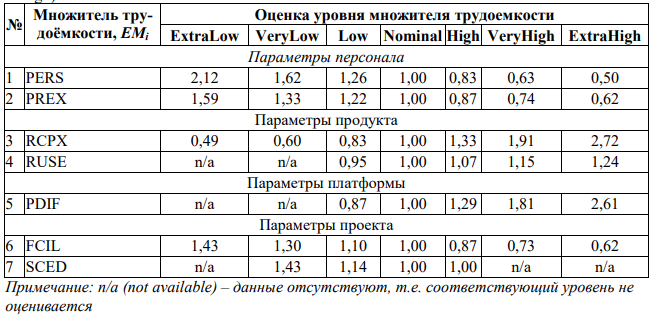 № Множитель тру-
доёмкости, EMi
Оценка уровня множителя трудоемкости
ExtraLow VeryLow Low Nominal High VeryHigh ExtraHigh
Параметры персонала
1 PERS 2,12 1,62 1,26 1,00 0,83 0,63 0,50
2 PREX 1,59 1,33 1,22 1,00 0,87 0,74 0,62
Параметры продукта
3 RCPX 0,49 0,60 0,83 1,00 1,33 1,91 2,72
4 RUSE n/a n/a 0,95 1,00 1,07 1,15 1,24
Параметры платформы
5 PDIF n/a n/a 0,87 1,00 1,29 1,81 2,61
Параметры проекта
6 FCIL 1,43 1,30 1,10 1,00 0,87 0,73 0,62
7 SCED n/a 1,43 1,14 1,00 1,00 n/a n/a
Примечание: n/a (not available) – данные отсутствуют, т.е. соответствующий уровень не
оценивается